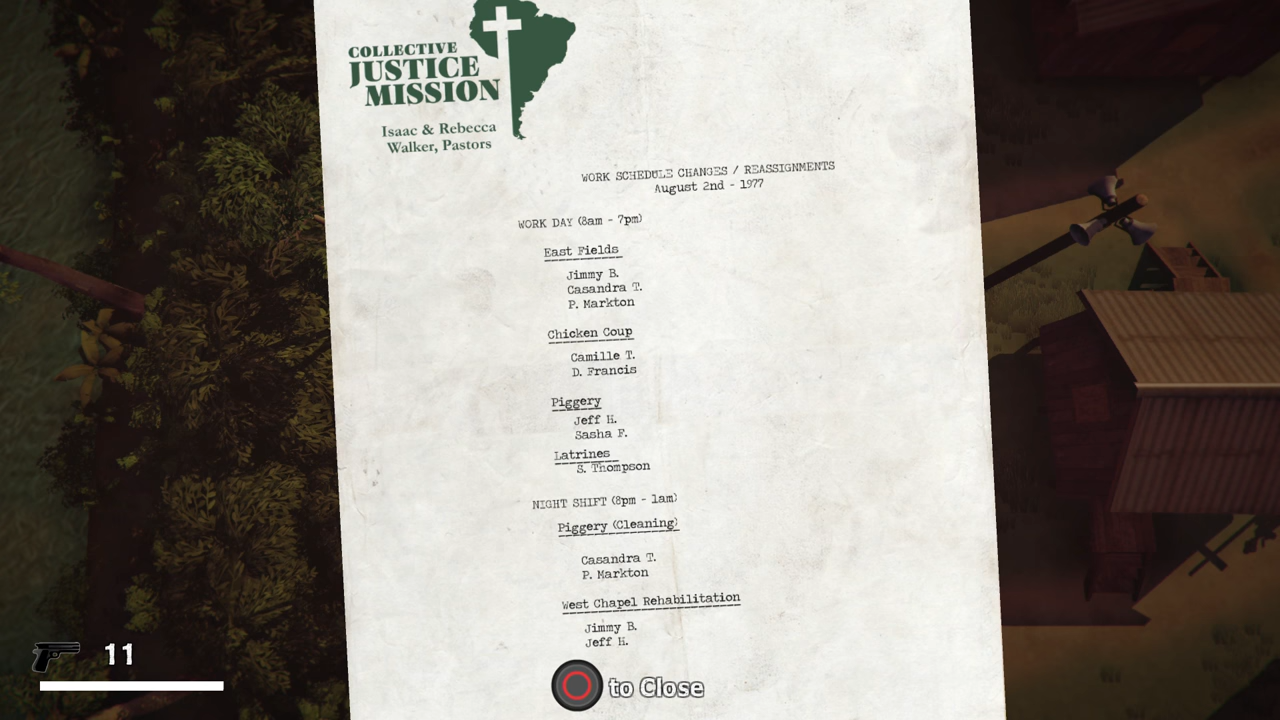 COLLECTIVE
JUSTICE
MISSION
Isaac & Rebecca
Walker, Pastors
WORK SCHEDULE CHANGES / REASSIGNMENTS
August 2nd - 1977
WORK DAY (8am - 7pm)
East Fields
Jimmy B.
Casandra T.
P. Markton
Chicken Coup
Camille T.
D. Francis
Piggery
Jeff H.
Sasha F.
Latrines
S. Thompson
NIGHT SHIFT (8pm - 1am)
Piggery (Cleaning)
Casandra T.
P. Markton
West Chapel Rehabilitation
Jimmy B.
Jeff H.
11
to Close